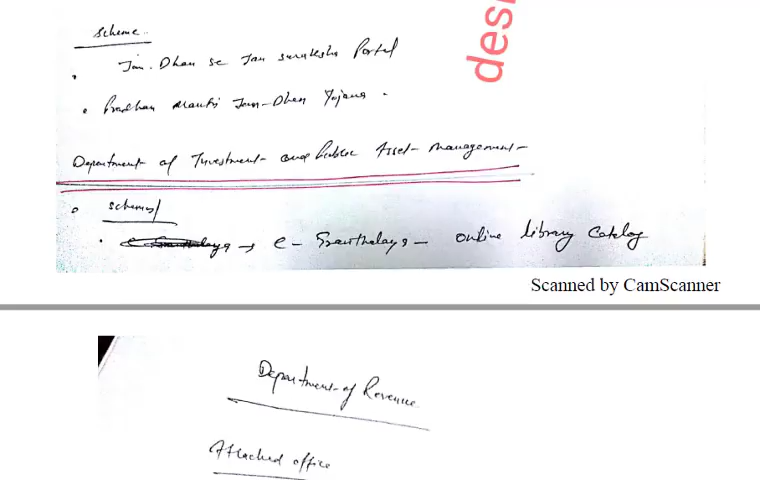 Scheme
• Jan-Dhan se Jan suraksha Portal
• Pradhan Mantri Jan-Dhan Yojana.
Department of Investment and Public Asset Management
• Schemes/
• → e-Granthalaya - online library Catalog
Scanned by CamScanner
desi
Department of Revenue
Attached office